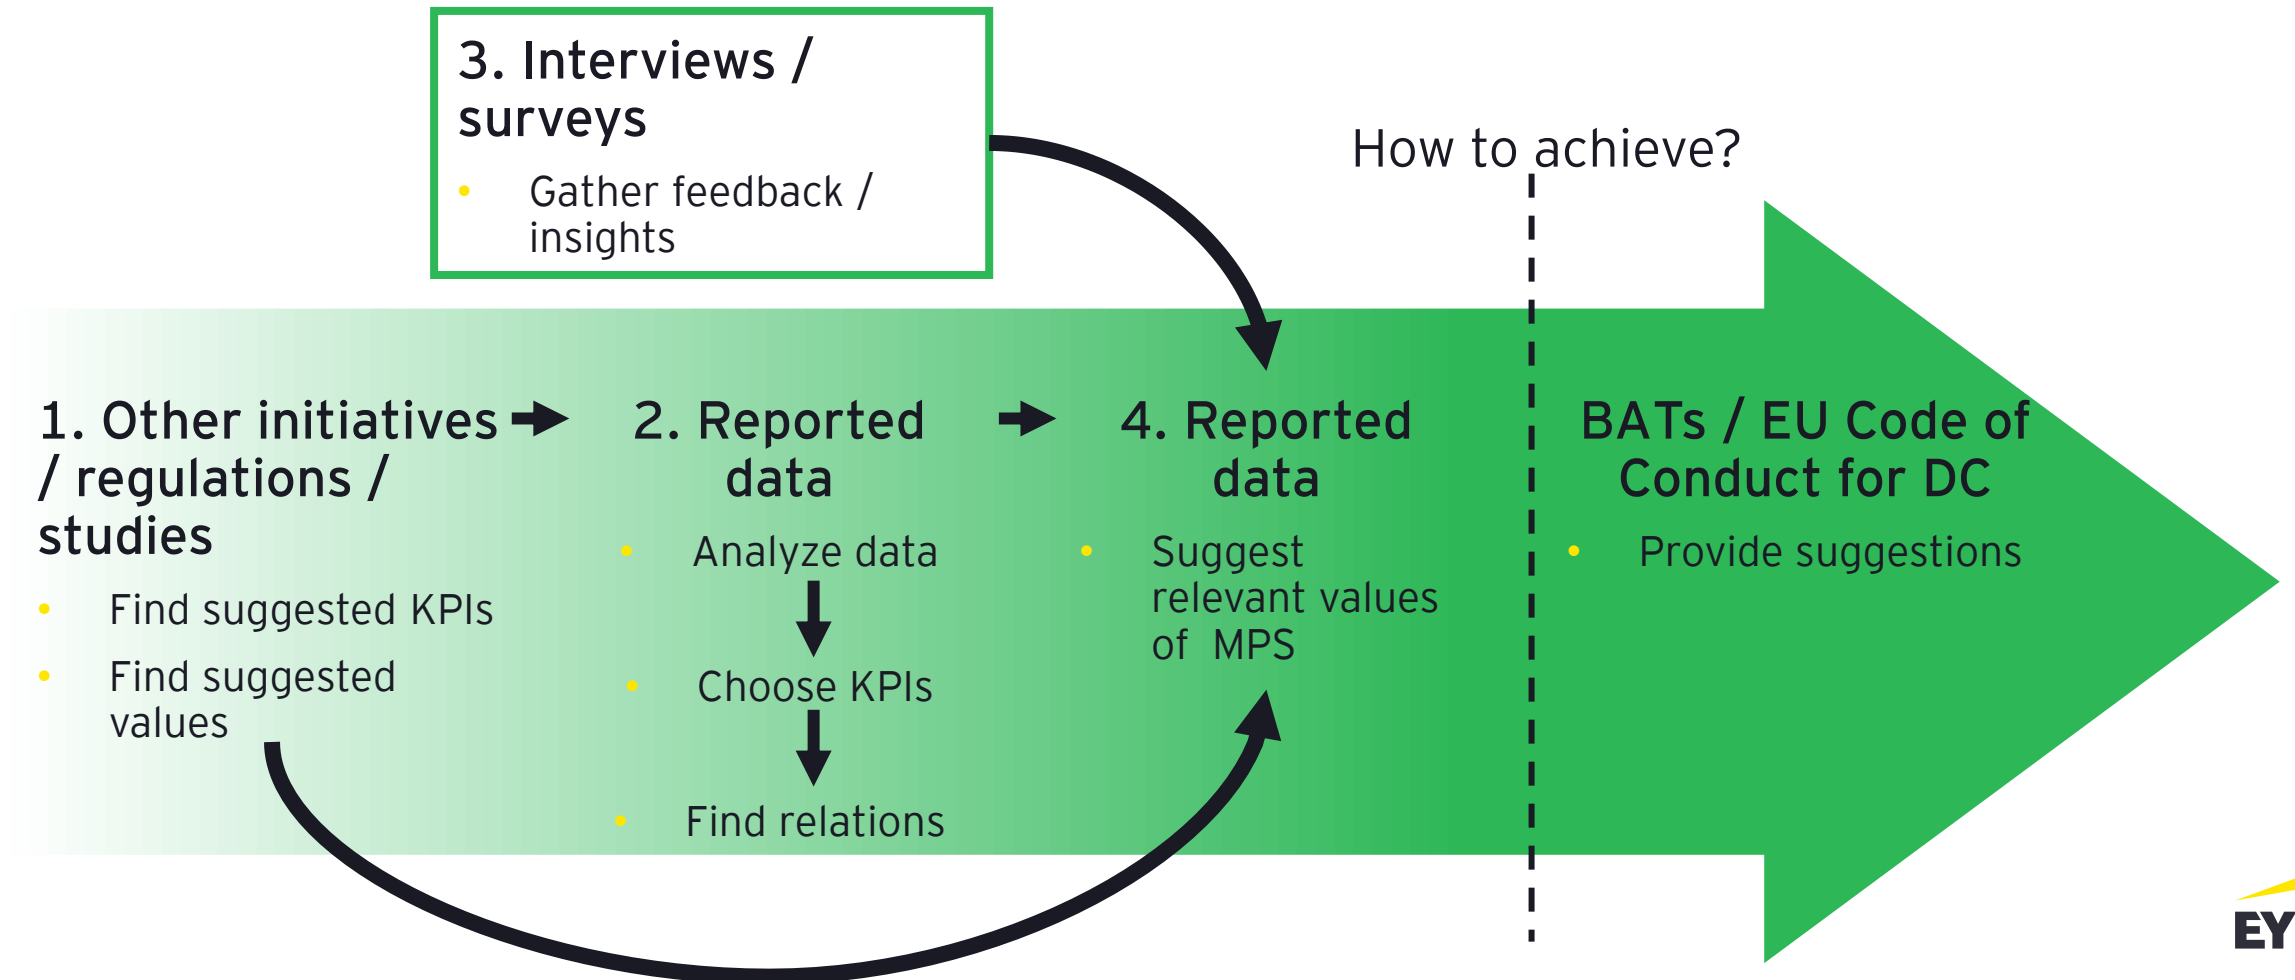 3. Interviews /
surveys
• Gather feedback /
insights
How to achieve?
1. Other initiatives
/ regulations /
studies
• Find suggested KPIs
• Find suggested
values
2. Reported
data
• Analyze data
• Choose KPIs
• Find relations
4. Reported
data
• Suggest
relevant values
of MPS
BATs / EU Code of
Conduct for DC
• Provide suggestions
EY